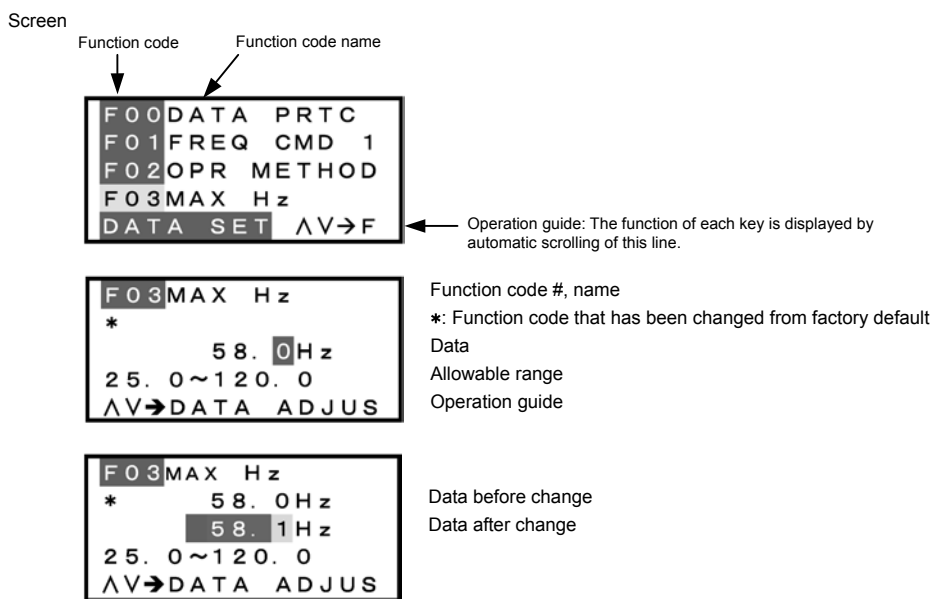 Screen
Function code
Function code name
F00DATA PRTC
F01FREQ CMD 1
F02OPR METHOD
F03MAX Hz
DATA SET ∧∨→F
Operation guide: The function of each key is displayed by
automatic scrolling of this line.
F03MAX Hz
Function code #, name
*
*: Function code that has been changed from factory default
58.0Hz
Data
25.0~120.0
Allowable range
∧∨→DATA ADJUS
Operation guide
F03MAX Hz
* 58.0Hz
Data before change
58.1Hz
Data after change
25.0~120.0
∧∨→DATA ADJUS